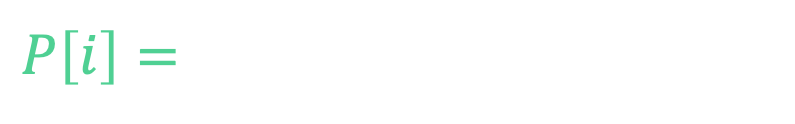 P[i] =